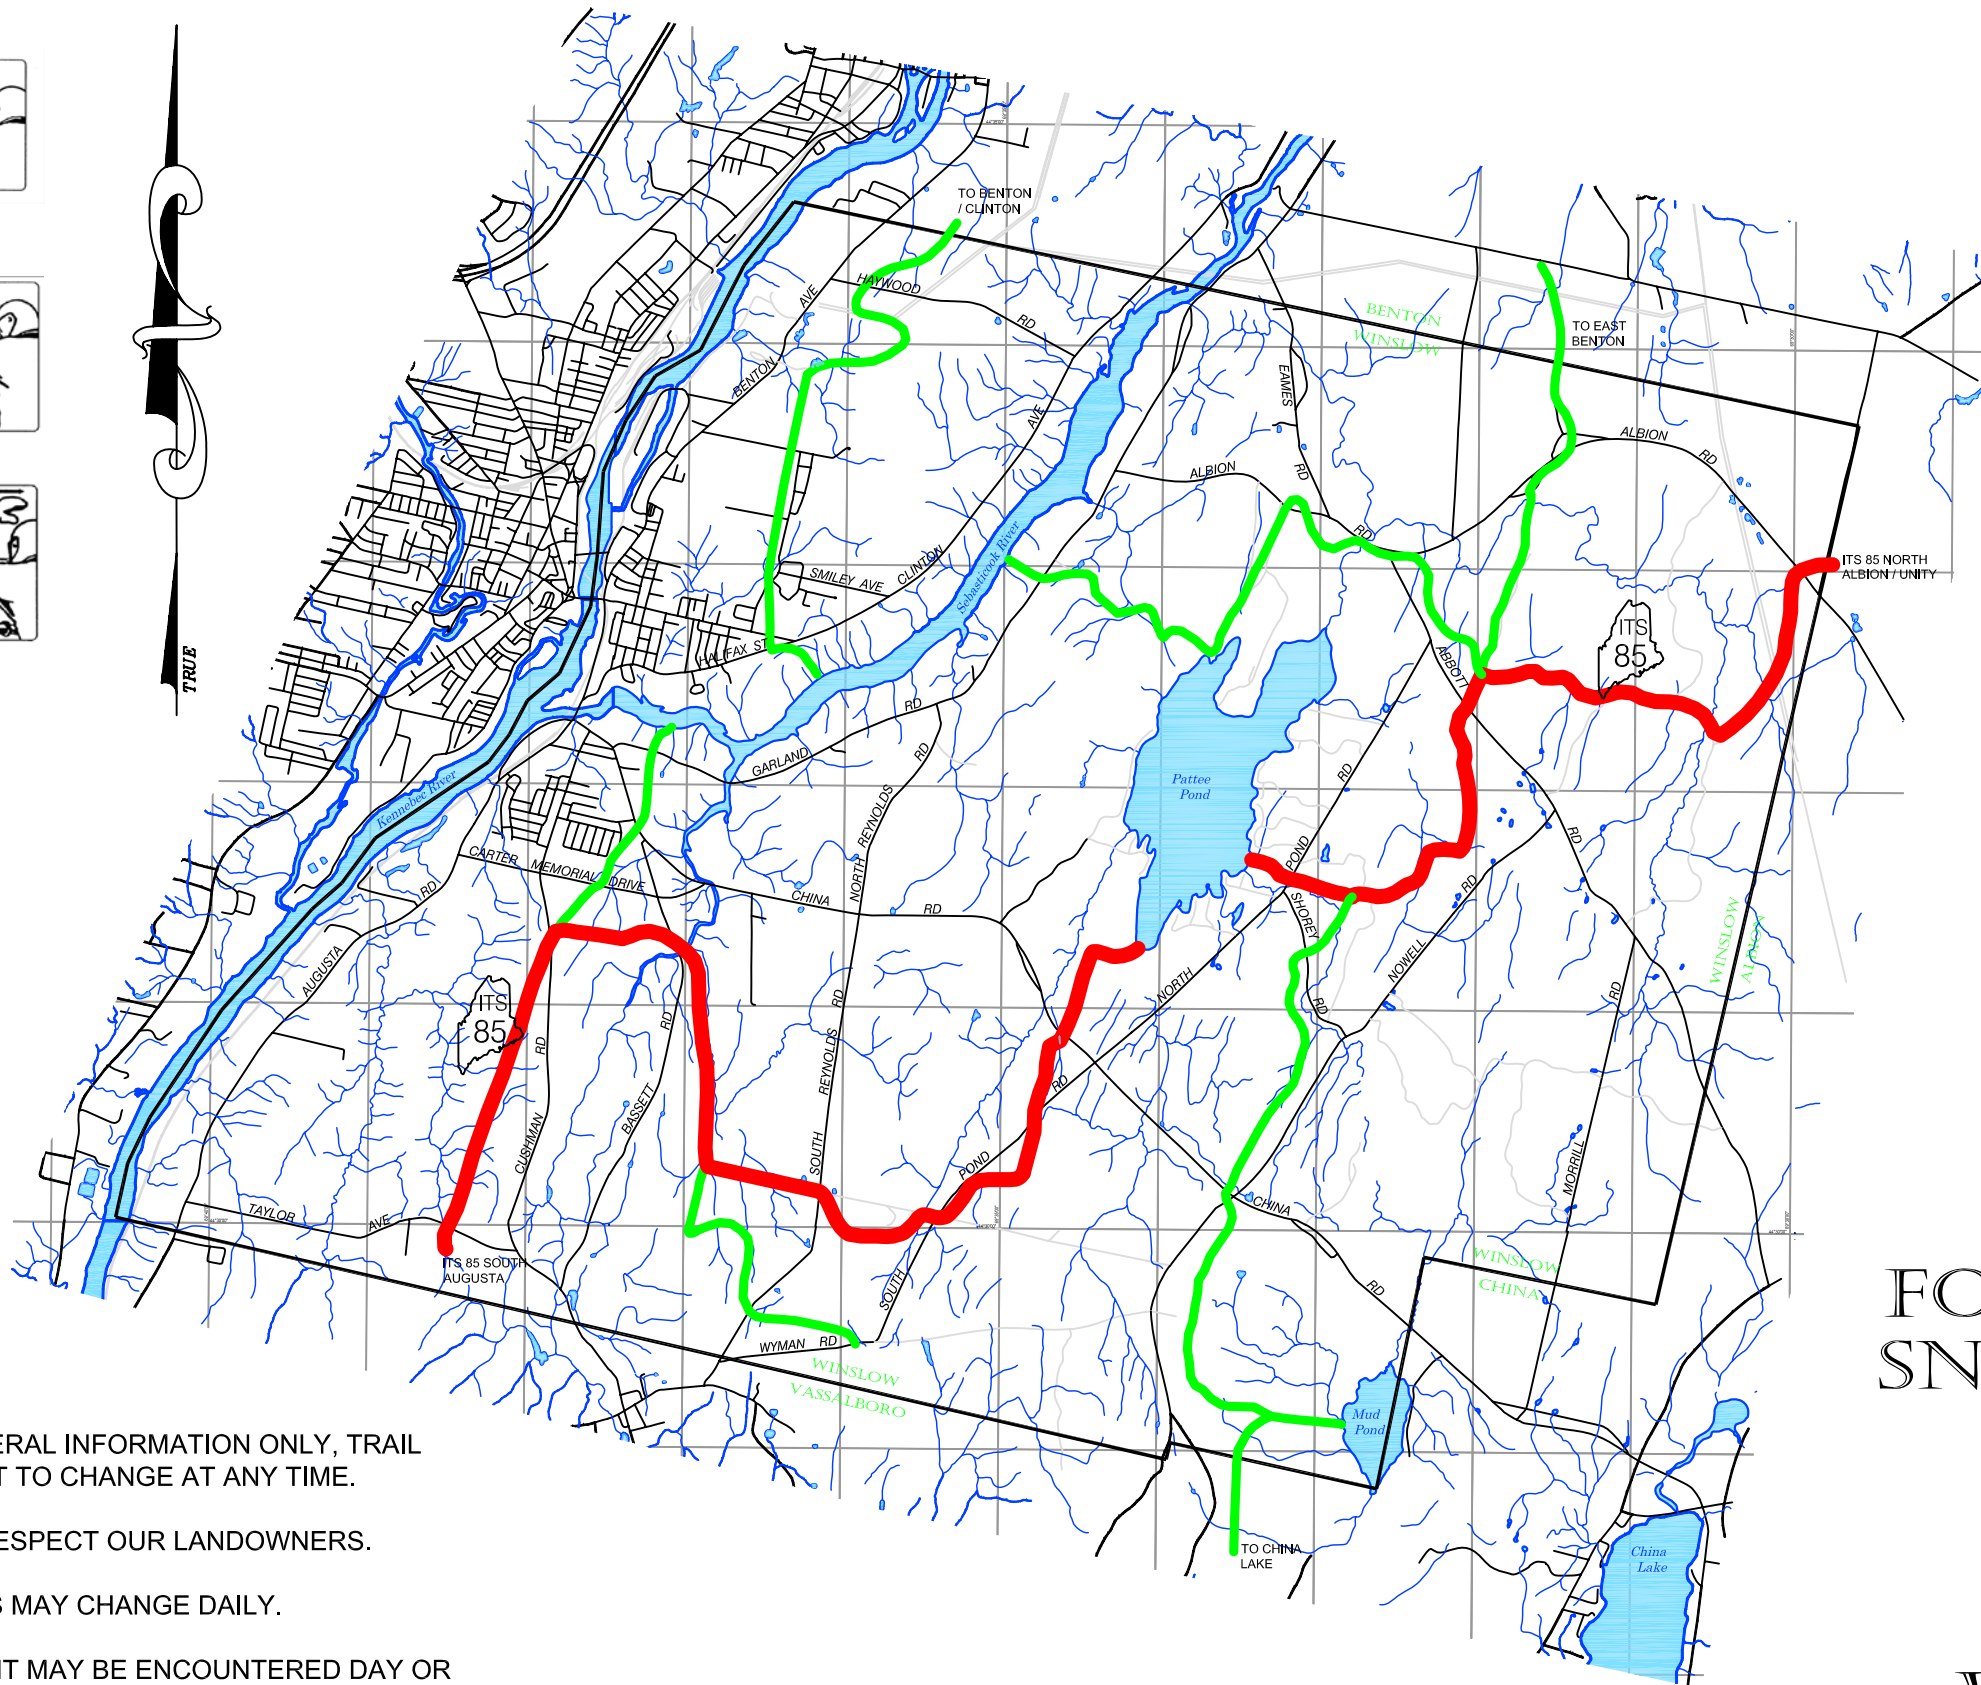 TO BENTON
/ CLINTON
HAYWOOD
RD
AVE
BENTON
BENTON
WINSLOW
TO EAST
BENTON
EAMES
RD
AVE
ALBION
RD
ALBION
RD
CLINTON
SMILEY AVE
HALIFAX ST
Sebasticook River
ITS 85 NORTH
ALBION / UNITY
ITS
85
ABBOTT
RD
TRUE
GARLAND
RD
Kennebec River
NORTH
REYNOLDS
RD
Pattee
Pond
POND
RD
CARTER
MEMORIAL DRIVE
CHINA
RD
AUGUSTA
RD
SHOREY
RD
NOWELL
RD
NORTH
POND
RD
WINSLOW
ALBION
ITS
85
CUSHMAN
RD
BASSETT
RD
SOUTH
REYNOLDS
RD
MORRILL
RD
TAYLOR
AVE
ITS 85 SOUTH
AUGUSTA
CHINA
RD
SOUTH
WYMAN RD
WINSLOW
VASSALBORO
WINSLOW
CHINA
Mud
Pond
TO CHINA
LAKE
China
Lake
FO
SN
ERAL INFORMATION ONLY, TRAIL
T TO CHANGE AT ANY TIME.
ESPECT OUR LANDOWNERS.
S MAY CHANGE DAILY.
IT MAY BE ENCOUNTERED DAY OR